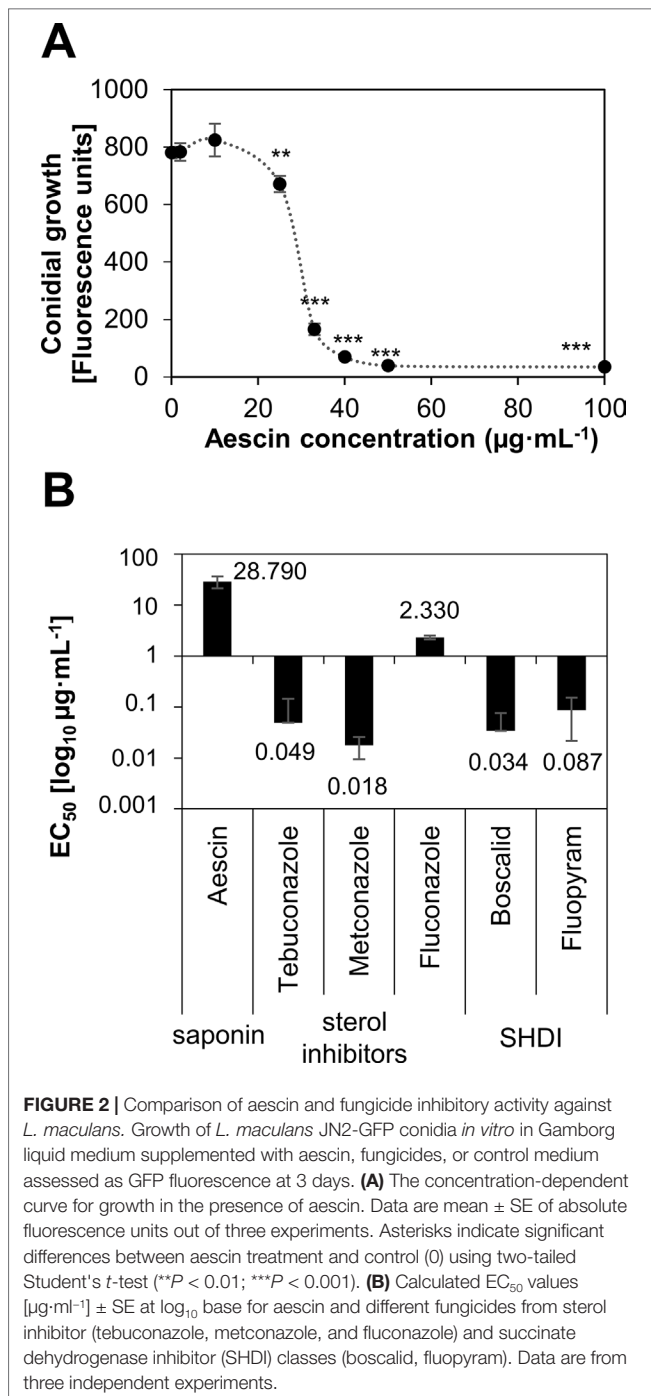 A
Conidial growth
[Fluorescence units]
1000
800
600
400
200
0
**
***
***
***
***
0 20 40 60 80 100
Aescin concentration (µg·mL⁻¹)
B
EC₅₀ [log₁₀ µg·mL⁻¹]
100
10
1
0.1
0.01
0.001
28.790
0.049
0.018
2.330
0.034
0.087
Aescin
Tebuconazole
Metconazole
Fluconazole
Boscalid
Fluopyram
saponin
sterol
inhibitors
SHDI
FIGURE 2 | Comparison of aescin and fungicide inhibitory activity against
L. maculans. Growth of L. maculans JN2-GFP conidia in vitro in Gamborg
liquid medium supplemented with aescin, fungicides, or control medium
assessed as GFP fluorescence at 3 days. (A) The concentration-dependent
curve for growth in the presence of aescin. Data are mean ± SE of absolute
fluorescence units out of three experiments. Asterisks indicate significant
differences between aescin treatment and control (0) using two-tailed
Student's t-test (**P < 0.01; ***P < 0.001). (B) Calculated EC₅₀ values
[µg·ml⁻¹] ± SE at log₁₀ base for aescin and different fungicides from sterol
inhibitor (tebuconazole, metconazole, and fluconazole) and succinate
dehydrogenase inhibitor (SHDI) classes (boscalid, fluopyram). Data are from
three independent experiments.